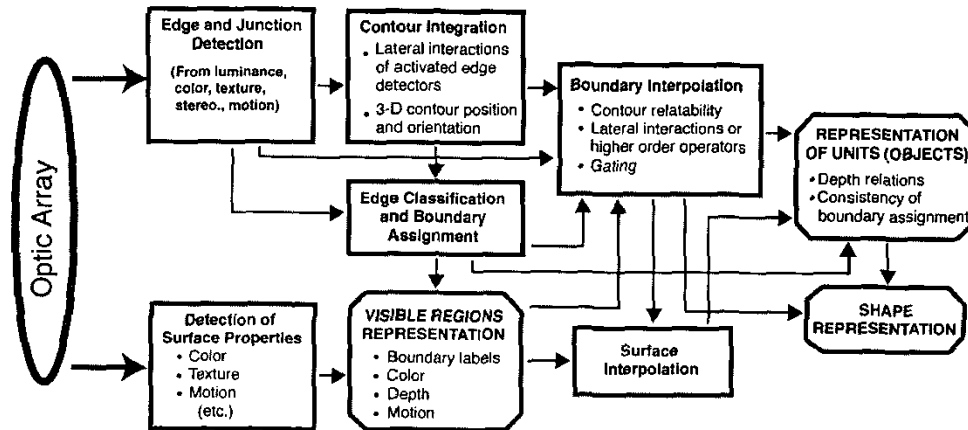 Optic Array
Edge and Junction
Detection
(From luminance,
color, texture,
stereo., motion)
Contour Integration
• Lateral interactions
of activated edge
detectors
• 3-D contour position
and orientation
Boundary Interpolation
• Contour relatability
• Lateral interactions or
higher order operators
• Gating
REPRESENTATION
OF UNITS (OBJECTS)
• Depth relations
• Consistency of
boundary assignment
Edge Classification
and Boundary
Assignment
Detection of
Surface Properties
• Color
• Texture
• Motion
(etc.)
VISIBLE REGIONS
REPRESENTATION
• Boundary labels
• Color
• Depth
• Motion
Surface
Interpolation
SHAPE
REPRESENTATION